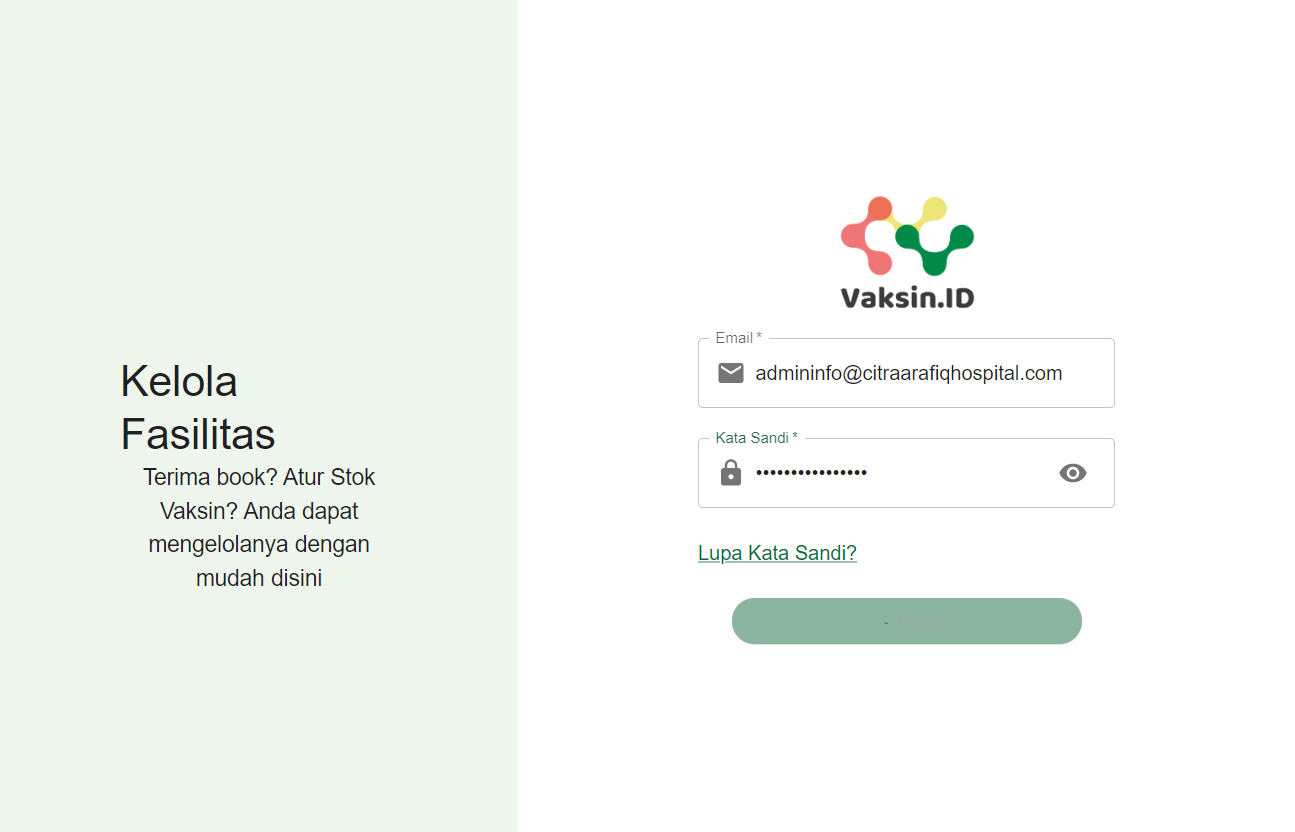 Kelola
Fasilitas
Terima book? Atur Stok
Vaksin? Anda dapat
mengelolanya dengan
mudah disini
Vaksin.ID
Email *
admininfo@citraarafiqhospital.com
Kata Sandi *
••••••••••••••••
Lupa Kata Sandi?